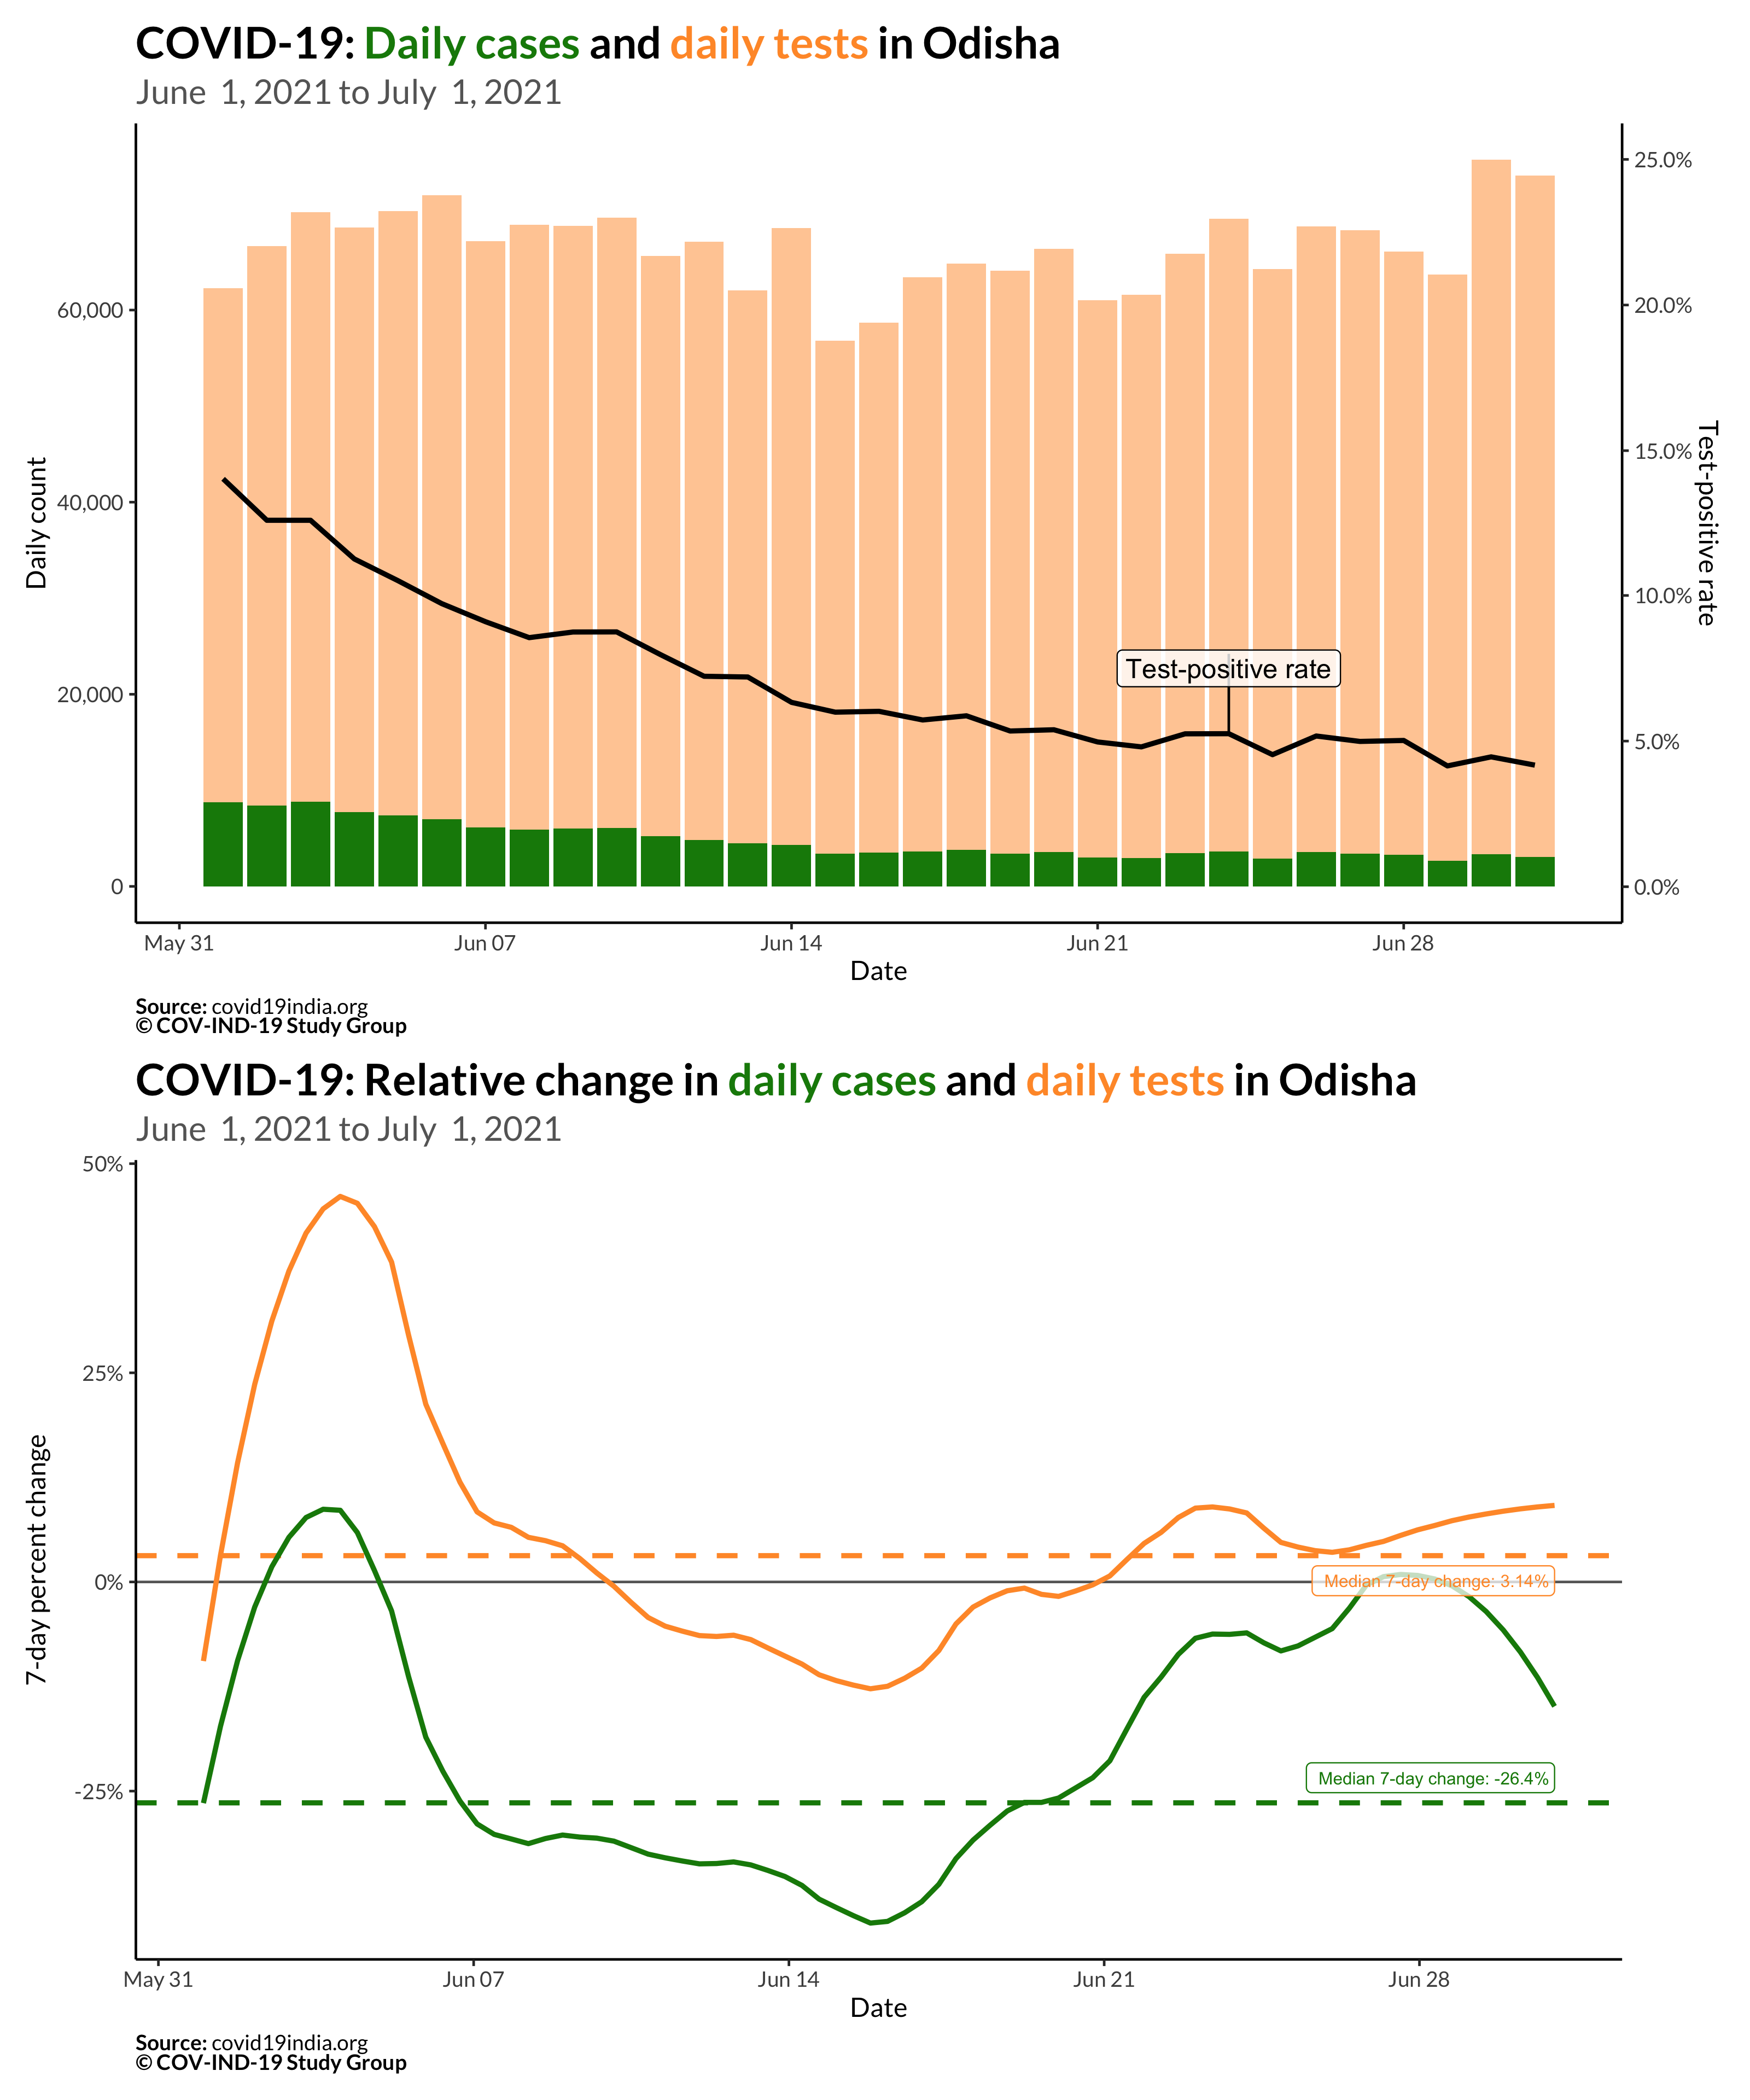 COVID-19: Daily cases and daily tests in Odisha
June 1, 2021 to July 1, 2021
25.0%
60,000
20.0%
15.0%
Daily count
Test-positive rate
40,000
10.0%
Test-positive rate
20,000
5.0%
0
0.0%
May 31 Jun 07 Jun 14 Jun 21 Jun 28
Date
Source: covid19india.org
© COV-IND-19 Study Group
COVID-19: Relative change in daily cases and daily tests in Odisha
June 1, 2021 to July 1, 2021
50%
25%
7-day percent change
0%
Median 7-day change: 3.14%
Median 7-day change: -26.4%
-25%
May 31 Jun 07 Jun 14 Jun 21 Jun 28
Date
Source: covid19india.org
© COV-IND-19 Study Group